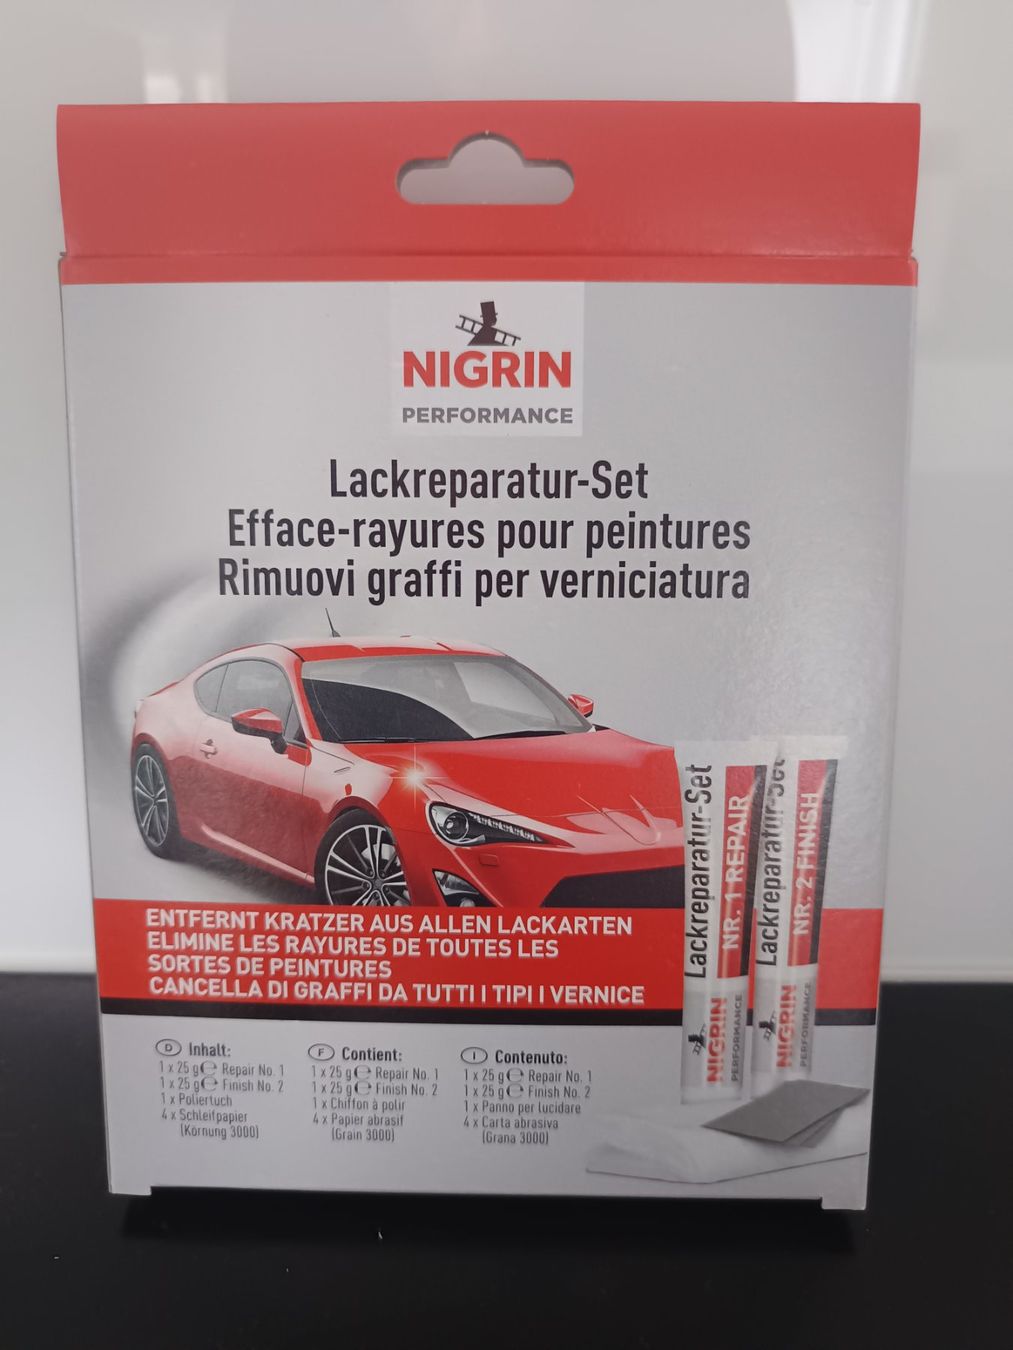 NIGRIN
PERFORMANCE
Lackreparatur-Set
Efface-rayures pour peintures
Rimuovi graffi per verniciatura
Lackreparatur-Set
NR. 1 REPAIR
NIGRIN
PERFORMANCE
Lackreparatur-Set
NR. 2 FINISH
NIGRIN
PERFORMANCE
ENTFERNT KRATZER AUS ALLEN LACKARTEN
ELIMINE LES RAYURES DE TOUTES LES
SORTES DE PEINTURES
CANCELLA DI GRAFFI DA TUTTI I TIPI I VERNICE
D Inhalt:
1 x 25 g ℮ Repair No. 1
1 x 25 g ℮ Finish No. 2
1 x Poliertuch
4 x Schleifpapier
(Körnung 3000)
F Contient:
1 x 25 g ℮ Repair No. 1
1 x 25 g ℮ Finish No. 2
1 x Chiffon à polir
4 x Papier abrasif
(Grain 3000)
I Contenuto:
1 x 25 g ℮ Repair No. 1
1 x 25 g ℮ Finish No. 2
1 x Panno per lucidare
4 x Carta abrasiva
(Grana 3000)